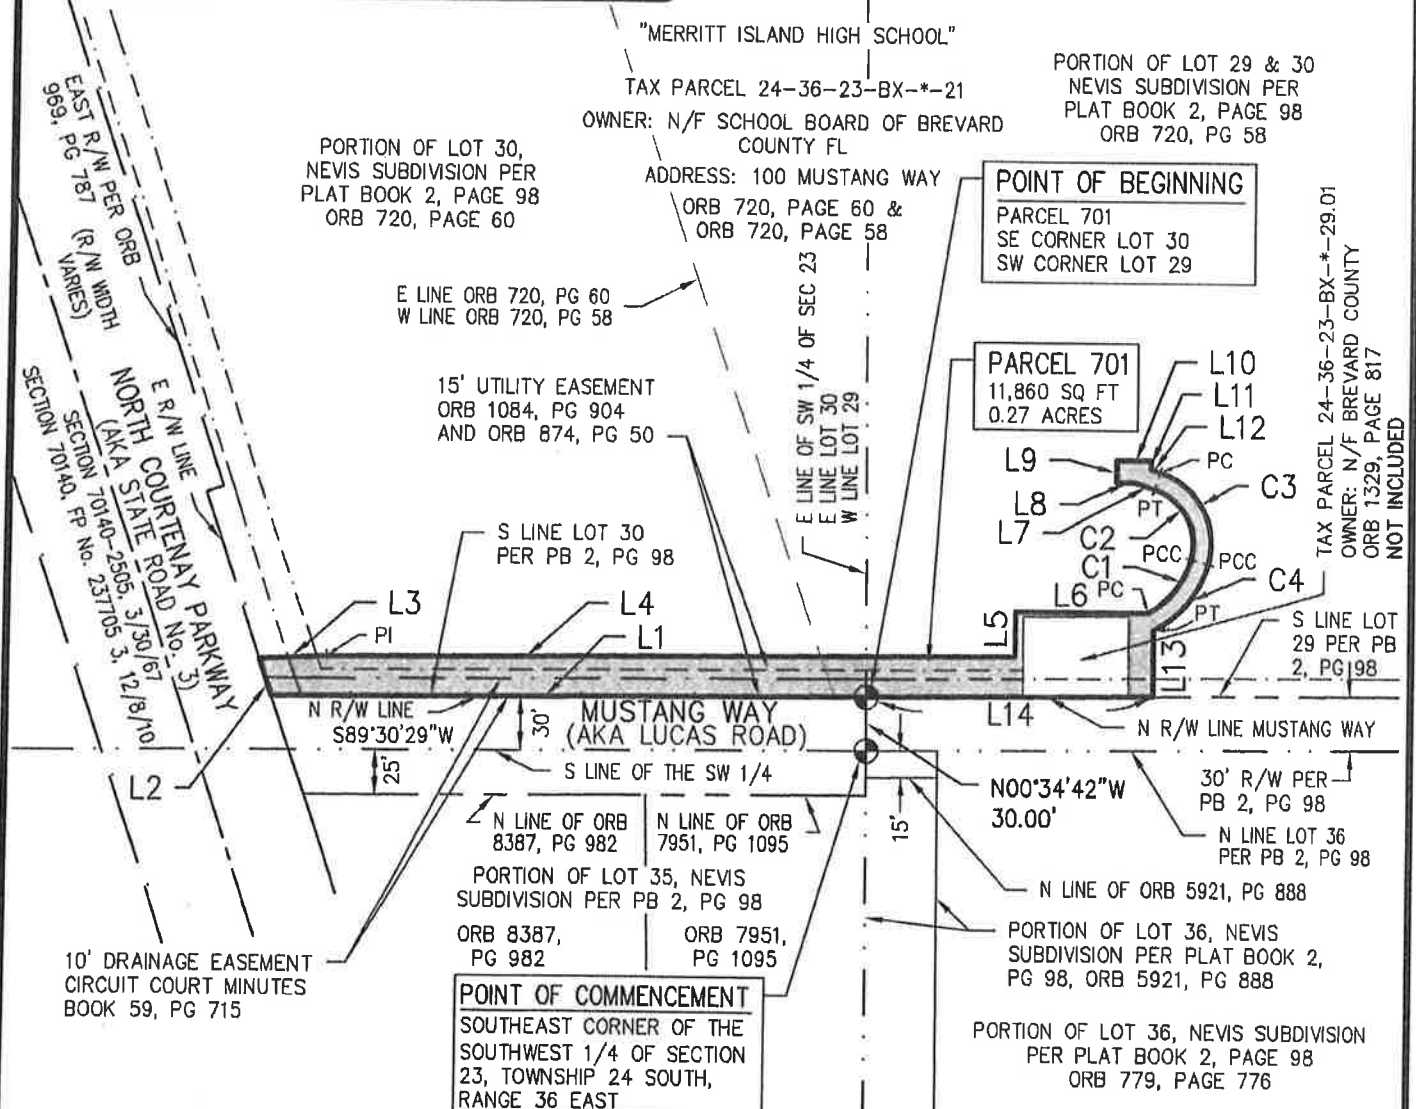 "MERRITT ISLAND HIGH SCHOOL"
TAX PARCEL 24-36-23-BX-*-21
OWNER: N/F SCHOOL BOARD OF BREVARD
COUNTY FL
ADDRESS: 100 MUSTANG WAY
ORB 720, PAGE 60 &
ORB 720, PAGE 58
PORTION OF LOT 29 & 30
NEVIS SUBDIVISION PER
PLAT BOOK 2, PAGE 98
ORB 720, PG 58
PORTION OF LOT 30,
NEVIS SUBDIVISION PER
PLAT BOOK 2, PAGE 98
ORB 720, PAGE 60
POINT OF BEGINNING
PARCEL 701
SE CORNER LOT 30
SW CORNER LOT 29
EAST R/W PER ORB
969, PG 787 (R/W WIDTH
VARIES)
E R/W LINE
NORTH COURTENAY PARKWAY
(AKA STATE ROAD No. 3)
SECTION 70140-2505, 3/30/67
SECTION 70140, FP No. 237705 3, 12/8/10
E LINE ORB 720, PG 60
W LINE ORB 720, PG 58
E LINE OF SW 1/4 OF SEC 23
E LINE LOT 30
W LINE LOT 29
15' UTILITY EASEMENT
ORB 1084, PG 904
AND ORB 874, PG 50
PARCEL 701
11,860 SQ FT
0.27 ACRES
TAX PARCEL 24-36-23-BX-*-29.01
OWNER: N/F BREVARD COUNTY
ORB 1329, PAGE 817
NOT INCLUDED
L10
L11
L12
L9
PC
C3
L8
PT
L7
C2
PCC
PCC
C1
C4
L6
PC
PT
L5
L13
S LINE LOT 30
PER PB 2, PG 98
L3
PI
L4
L1
S LINE LOT
29 PER PB
2, PG 98
N R/W LINE
S89°30'29"W
30'
MUSTANG WAY
(AKA LUCAS ROAD)
L14
N R/W LINE MUSTANG WAY
L2
25'
S LINE OF THE SW 1/4
N00°34'42"W
30.00'
30' R/W PER
PB 2, PG 98
15'
N LINE OF ORB
8387, PG 982
N LINE OF ORB
7951, PG 1095
N LINE LOT 36
PER PB 2, PG 98
N LINE OF ORB 5921, PG 888
PORTION OF LOT 35, NEVIS
SUBDIVISION PER PB 2, PG 98
ORB 8387,
PG 982
ORB 7951,
PG 1095
PORTION OF LOT 36, NEVIS
SUBDIVISION PER PLAT BOOK 2,
PG 98, ORB 5921, PG 888
10' DRAINAGE EASEMENT
CIRCUIT COURT MINUTES
BOOK 59, PG 715
POINT OF COMMENCEMENT
SOUTHEAST CORNER OF THE
SOUTHWEST 1/4 OF SECTION
23, TOWNSHIP 24 SOUTH,
RANGE 36 EAST
PORTION OF LOT 36, NEVIS SUBDIVISION
PER PLAT BOOK 2, PAGE 98
ORB 779, PAGE 776